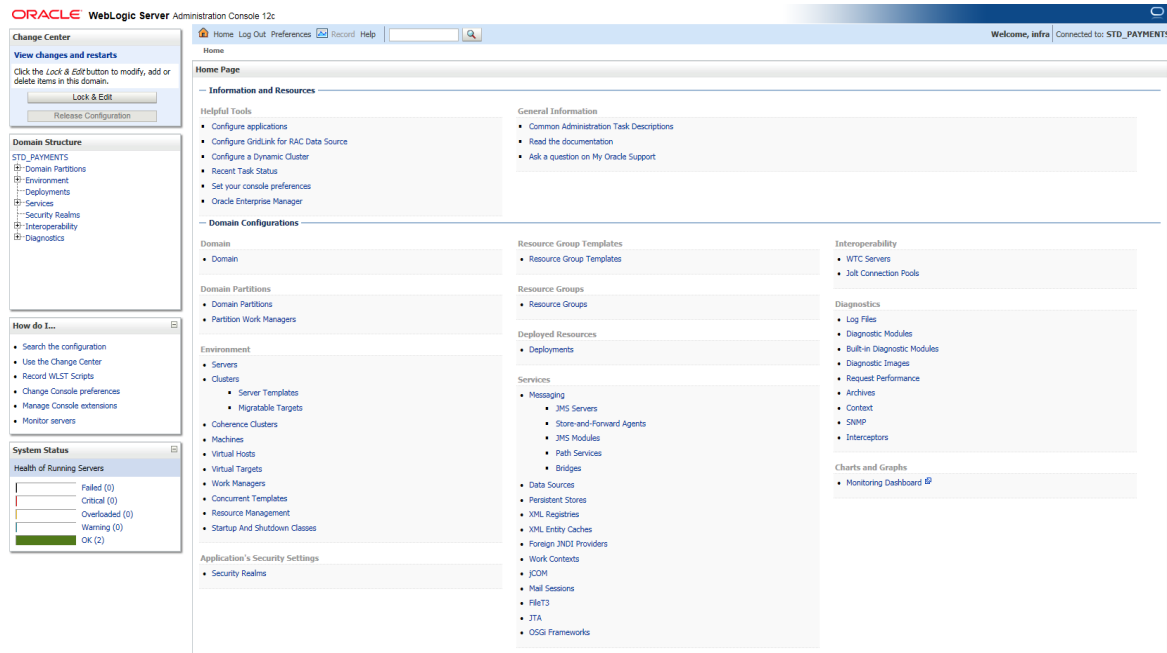 ORACLE WebLogic Server Administration Console 12c
Change Center
View changes and restarts
Click the Lock & Edit button to modify, add or
delete items in this domain.
Lock & Edit
Release Configuration
Domain Structure
STD_PAYMENTS
Domain Partitions
Environment
Deployments
Services
Security Realms
Interoperability
Diagnostics
How do I...
Search the configuration
Use the Change Center
Record WLST Scripts
Change Console preferences
Manage Console extensions
Monitor servers
System Status
Health of Running Servers
Failed (0)
Critical (0)
Overloaded (0)
Warning (0)
OK (2)
Home Log Out Preferences Record Help
Welcome, infra Connected to: STD_PAYMENTS
Home
Home Page
Information and Resources
Helpful Tools
Configure applications
Configure GridLink for RAC Data Source
Configure a Dynamic Cluster
Recent Task Status
Set your console preferences
Oracle Enterprise Manager
General Information
Common Administration Task Descriptions
Read the documentation
Ask a question on My Oracle Support
Domain Configurations
Domain
Domain
Domain Partitions
Domain Partitions
Partition Work Managers
Environment
Servers
Clusters
Server Templates
Migratable Targets
Coherence Clusters
Machines
Virtual Hosts
Virtual Targets
Work Managers
Concurrent Templates
Resource Management
Startup And Shutdown Classes
Application's Security Settings
Security Realms
Resource Group Templates
Resource Group Templates
Resource Groups
Resource Groups
Deployed Resources
Deployments
Services
Messaging
JMS Servers
Store-and-Forward Agents
JMS Modules
Path Services
Bridges
Data Sources
Persistent Stores
XML Registries
XML Entity Caches
Foreign JNDI Providers
Work Contexts
jCOM
Mail Sessions
FileT3
JTA
OSGi Frameworks
Interoperability
WTC Servers
Jolt Connection Pools
Diagnostics
Log Files
Diagnostic Modules
Built-in Diagnostic Modules
Diagnostic Images
Request Performance
Archives
Context
SNMP
Interceptors
Charts and Graphs
Monitoring Dashboard